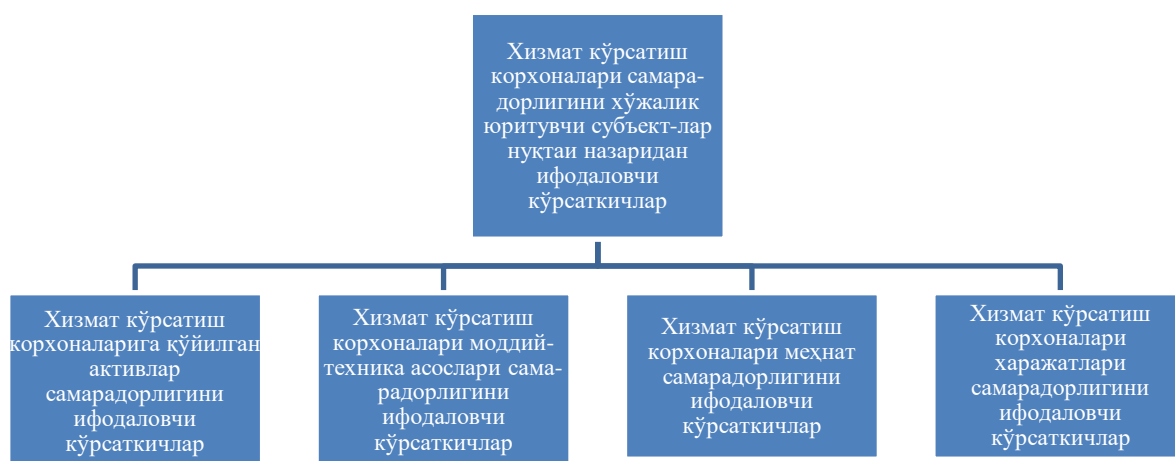 Хизмат кўрсатиш
корхоналари самара-
дорлигини хўжалик
юритувчи субъект-лар
нуқтаи назаридан
ифодаловчи
кўрсаткичлар
Хизмат кўрсатиш
корхоналарига қўйилган
активлар
самарадорлигини
ифодаловчи
кўрсаткичлар
Хизмат кўрсатиш
корхоналари моддий-
техника асослари сама-
радорлигини
ифодаловчи
кўрсаткичлар
Хизмат кўрсатиш
корхоналари меҳнат
самарадорлигини
ифодаловчи
кўрсаткичлар
Хизмат кўрсатиш
корхоналари
харажатлари
самарадорлигини
ифодаловчи
кўрсаткичлар